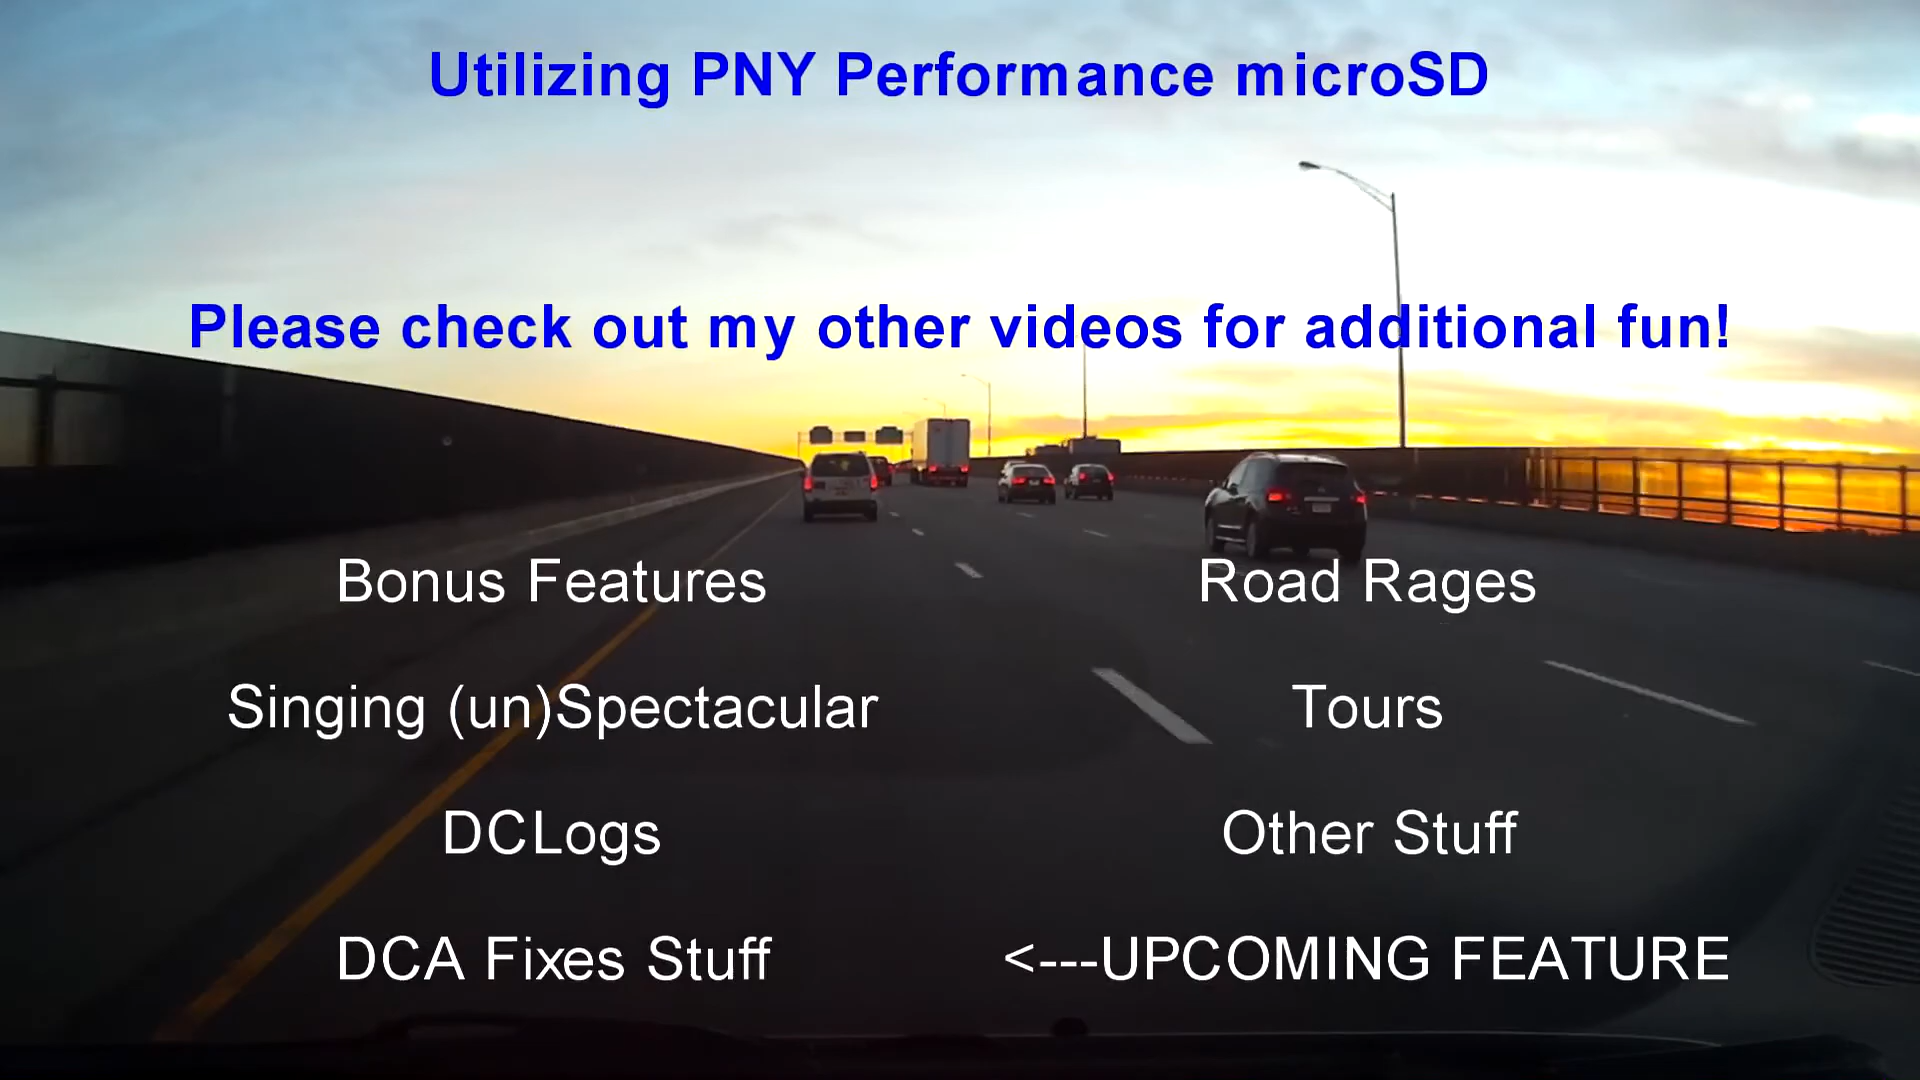 Utilizing PNY Performance microSD
Please check out my other videos for additional fun!
Bonus Features
Road Rages
Singing (un)Spectacular
Tours
DCLogs
Other Stuff
DCA Fixes Stuff
<---UPCOMING FEATURE